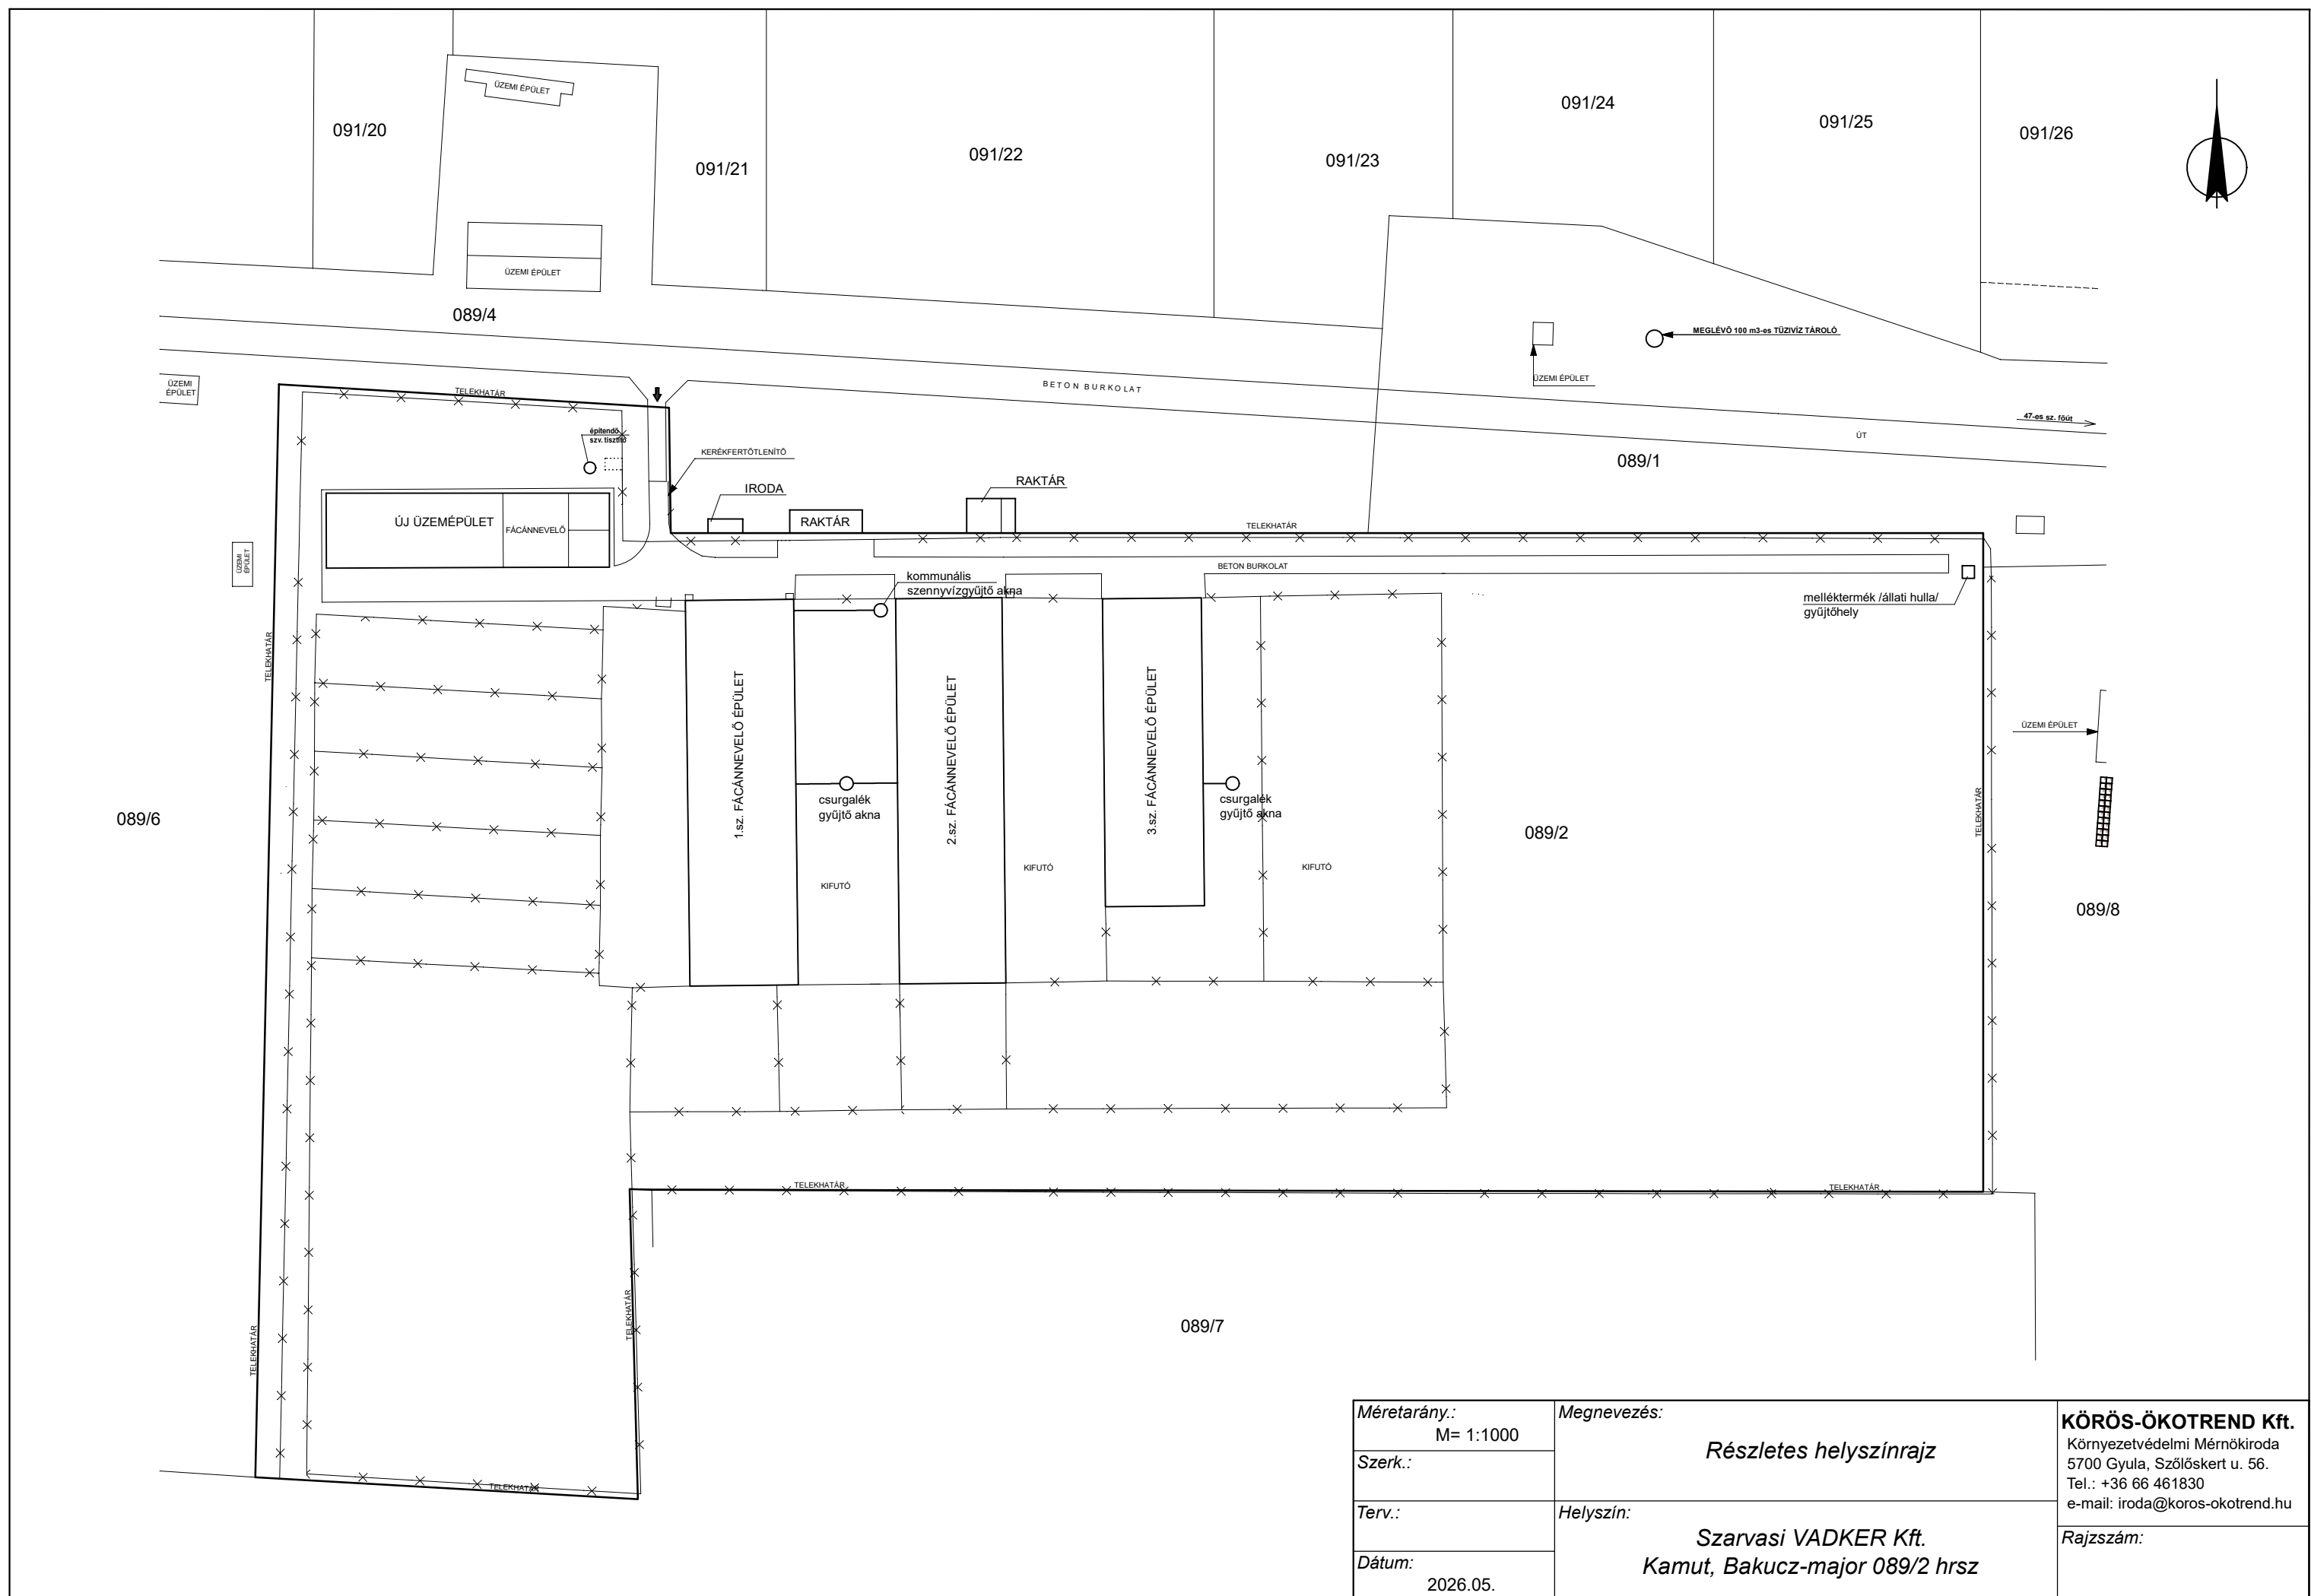 ÜZEMI ÉPÜLET
091/20
091/21
091/22
091/23
091/24
091/25
091/26
ÜZEMI ÉPÜLET
089/4
MEGLÉVŐ 100 m3-es TÜZIVÍZ TÁROLÓ
ÜZEMI ÉPÜLET
BETON BURKOLAT
47-es sz. főút
ÚT
089/1
ÜZEMI
ÉPÜLET
TELEKHATÁR
építendő
szv. tisztító
KERÉKFERTŐTLENÍTŐ
IRODA
RAKTÁR
RAKTÁR
TELEKHATÁR
ÚJ ÜZEMÉPÜLET
FÁCÁNNEVELŐ
ÜZEMI
ÉPÜLET
BETON BURKOLAT
kommunális
szennyvízgyűjtő akna
melléktermék /állati hulla/
gyűjtőhely
TELEKHATÁR
1.sz. FÁCÁNNEVELŐ ÉPÜLET
2.sz. FÁCÁNNEVELŐ ÉPÜLET
3.sz. FÁCÁNNEVELŐ ÉPÜLET
ÜZEMI ÉPÜLET
csurgalék
gyűjtő akna
csurgalék
gyűjtő akna
TELEKHATÁR
089/6
089/2
KIFUTÓ
KIFUTÓ
KIFUTÓ
089/8
TELEKHATÁR
TELEKHATÁR
TELEKHATÁR
TELEKHATÁR
089/7
TELEKHATÁR
Méretarány.:
M= 1:1000
Szerk.:
Terv.:
Dátum:
2026.05.
Megnevezés:
Részletes helyszínrajz
Helyszín:
Szarvasi VADKER Kft.
Kamut, Bakucz-major 089/2 hrsz
KÖRÖS-ÖKOTREND Kft.
Környezetvédelmi Mérnökiroda
5700 Gyula, Szőlőskert u. 56.
Tel.: +36 66 461830
e-mail: iroda@koros-okotrend.hu
Rajzszám: